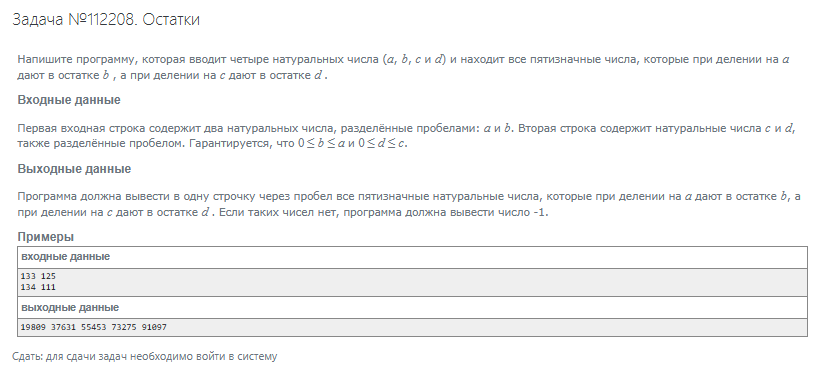 Задача №112208. Остатки
Напишите программу, которая вводит четыре натуральных числа (a, b, c и d) и находит все пятизначные числа, которые при делении на a
дают в остатке b , а при делении на c дают в остатке d .
Входные данные
Первая входная строка содержит два натуральных числа, разделённые пробелами: a и b. Вторая строка содержит натуральные числа c и d,
также разделённые пробелом. Гарантируется, что 0≤b≤a и 0≤d≤c.
Выходные данные
Программа должна вывести в одну строчку через пробел все пятизначные натуральные числа, которые при делении на a дают в остатке b, а
при делении на c дают в остатке d . Если таких чисел нет, программа должна вывести число -1.
Примеры
входные данные
133 125
134 111
выходные данные
19809 37631 55453 73275 91097
Сдать: для сдачи задач необходимо войти в систему